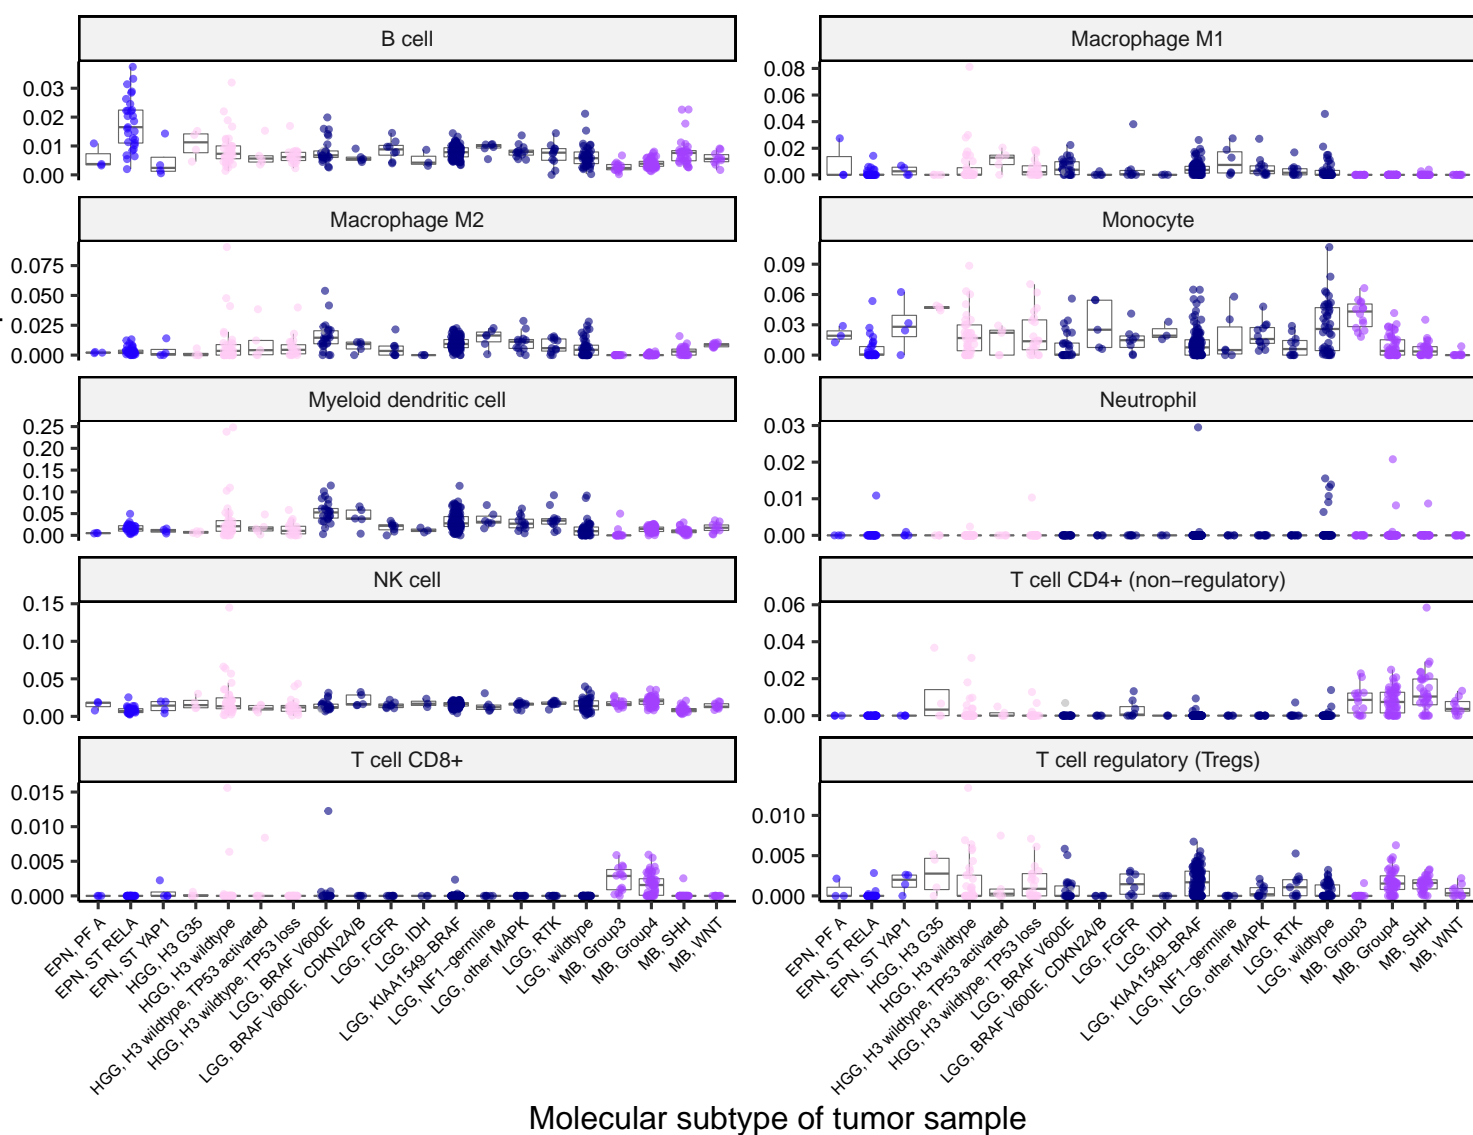 B cell
Macrophage M1
0.03
0.02
0.01
0.00
0.08
0.06
0.04
0.02
0.00
Macrophage M2
Monocyte
0.075
0.050
0.025
0.000
0.09
0.06
0.03
0.00
Myeloid dendritic cell
Neutrophil
0.25
0.20
0.15
0.10
0.05
0.00
0.03
0.02
0.01
0.00
NK cell
T cell CD4+ (non−regulatory)
0.15
0.10
0.05
0.00
0.06
0.04
0.02
0.00
T cell CD8+
T cell regulatory (Tregs)
0.015
0.010
0.005
0.000
0.010
0.005
0.000
EPN, PF A
EPN, ST RELA
EPN, ST YAP1
HGG, H3 G35
HGG, H3 wildtype
HGG, H3 wildtype, TP53 activated
HGG, H3 wildtype, TP53 loss
LGG, BRAF V600E
LGG, BRAF V600E, CDKN2A/B
LGG, FGFR
LGG, IDH
LGG, KIAA1549−BRAF
LGG, NF1−germline
LGG, other MAPK
LGG, RTK
LGG, wildtype
MB, Group3
MB, Group4
MB, SHH
MB, WNT
EPN, PF A
EPN, ST RELA
EPN, ST YAP1
HGG, H3 G35
HGG, H3 wildtype
HGG, H3 wildtype, TP53 activated
HGG, H3 wildtype, TP53 loss
LGG, BRAF V600E
LGG, BRAF V600E, CDKN2A/B
LGG, FGFR
LGG, IDH
LGG, KIAA1549−BRAF
LGG, NF1−germline
LGG, other MAPK
LGG, RTK
LGG, wildtype
MB, Group3
MB, Group4
MB, SHH
MB, WNT
Molecular subtype of tumor sample